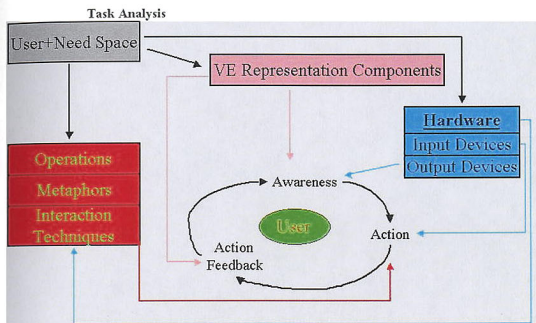 Task Analysis
User+Need Space
VE Representation Components
Hardware
Input Devices
Output Devices
Operations
Metaphors
Interaction
Techniques
Awareness
User
Action
Action
Feedback